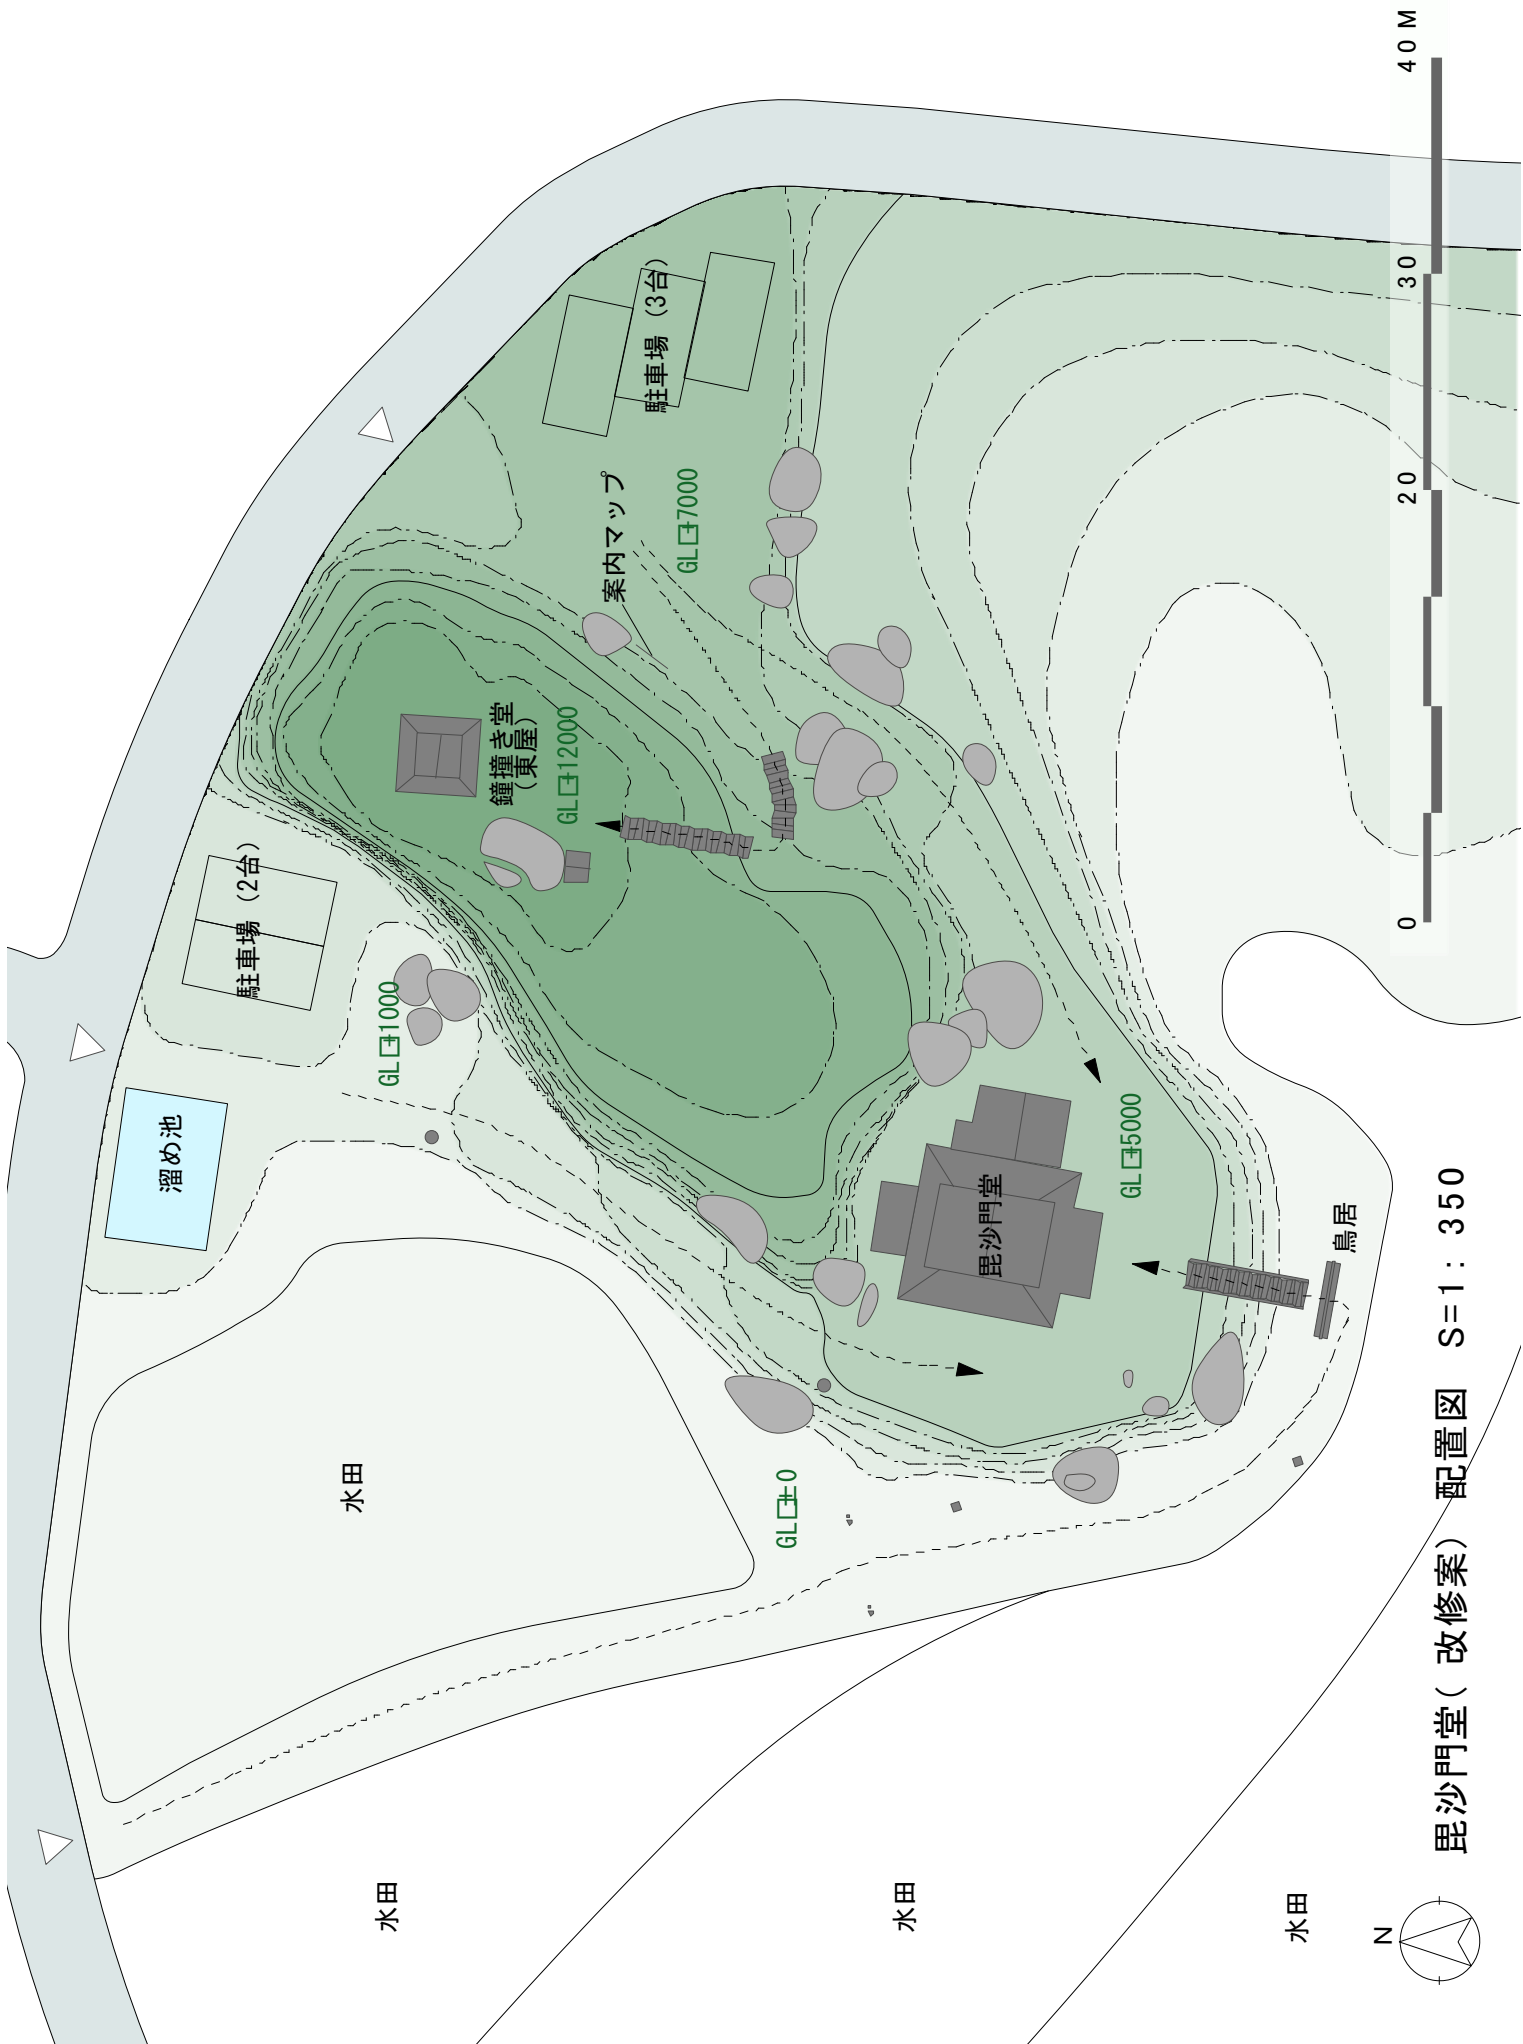 溜め池
駐車場（2台）
GL□+1000
鐘撞き堂
（東屋）
GL□+12000
案内マップ
駐車場（3台）
GL□+7000
水田
GL□±0
毘沙門堂
GL□+5000
鳥居
水田
水田
水田
N
毘沙門堂（改修案） 配置図 S=1：350
0 20 30 40M